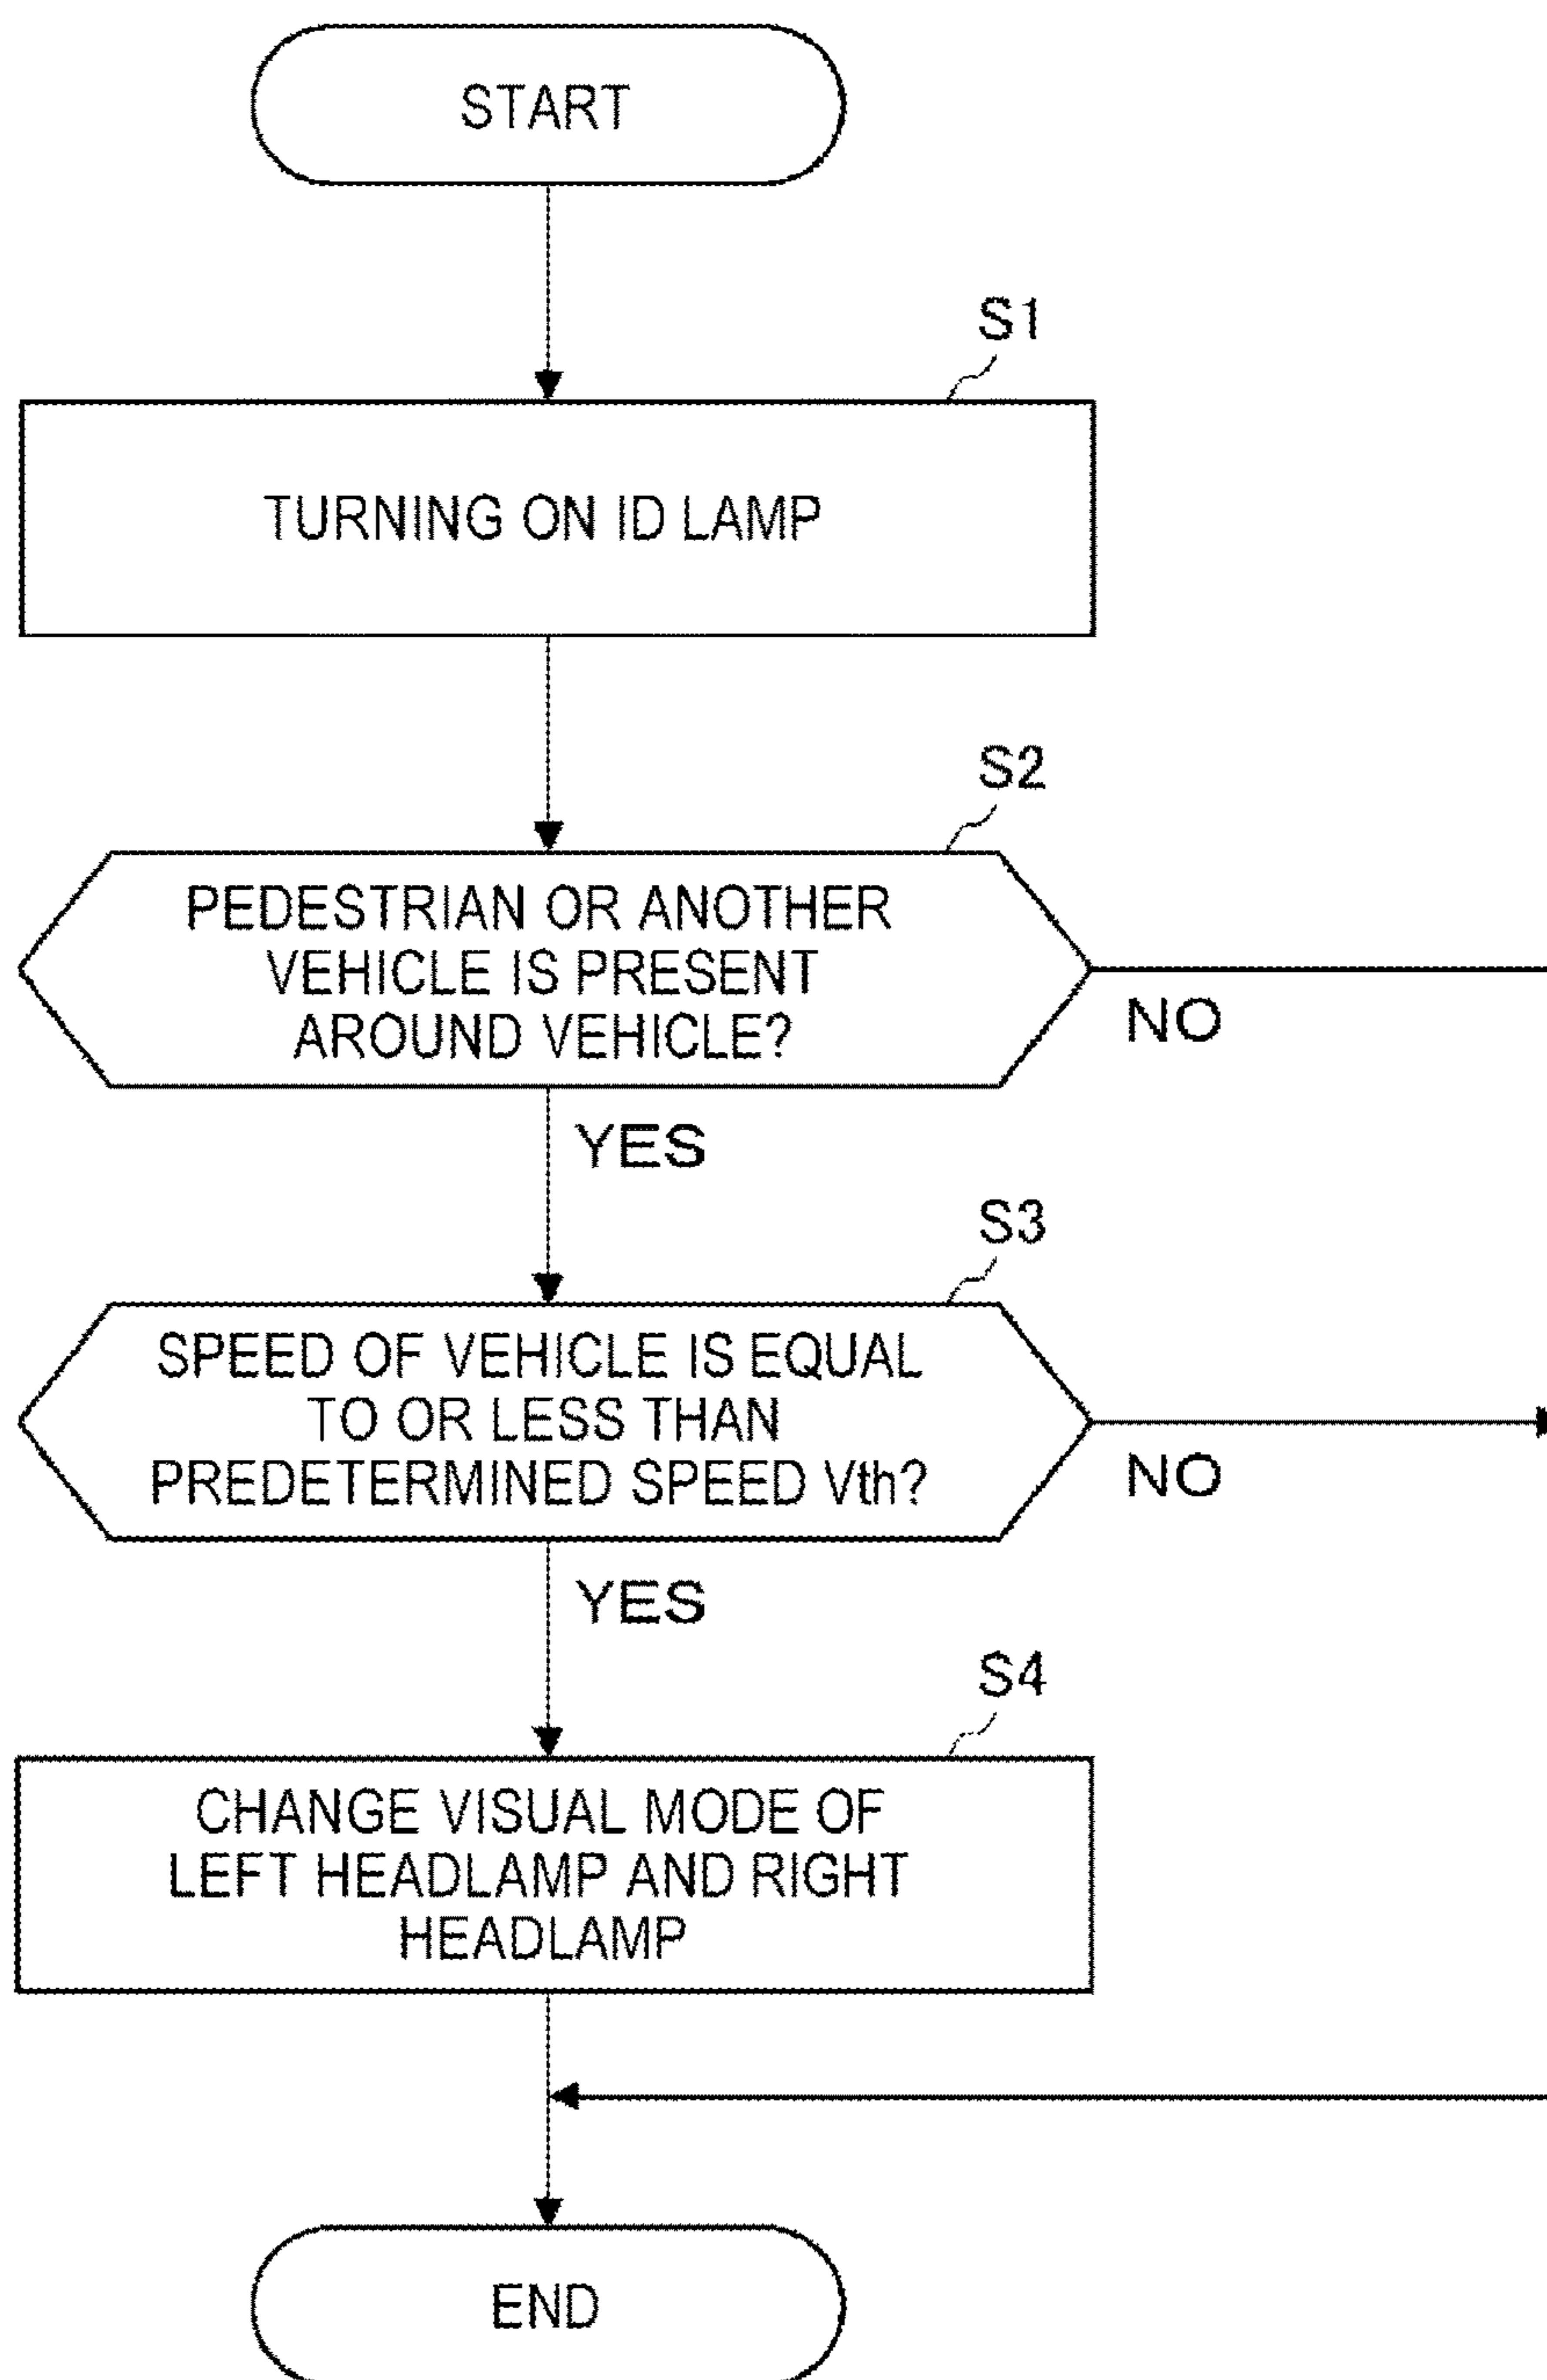 START
S1
TURNING ON ID LAMP
S2
PEDESTRIAN OR ANOTHER
VEHICLE IS PRESENT
AROUND VEHICLE?
NO
YES
S3
SPEED OF VEHICLE IS EQUAL
TO OR LESS THAN
PREDETERMINED SPEED Vth?
NO
YES
S4
CHANGE VISUAL MODE OF
LEFT HEADLAMP AND RIGHT
HEADLAMP
END